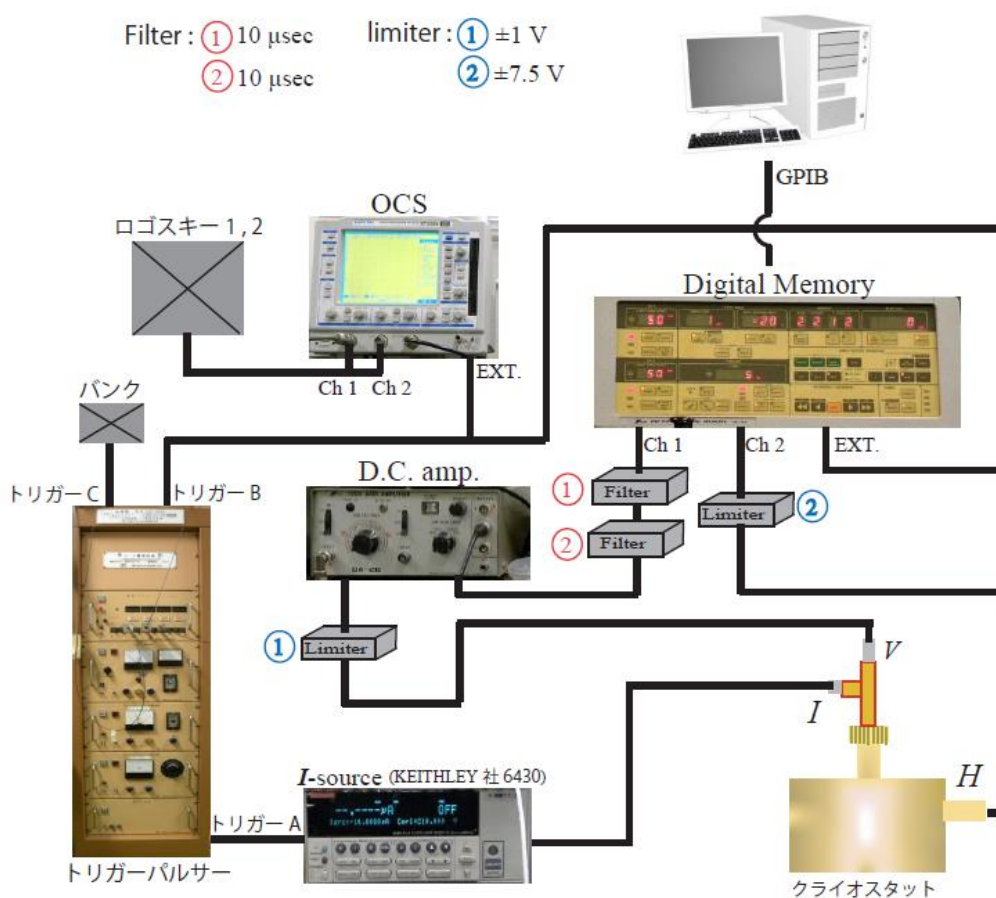 Filter : ① 10 μsec
② 10 μsec
limiter : ① ±1 V
② ±7.5 V
GPIB
OCS
ロゴスキー 1 , 2
Digital Memory
Ch 1
Ch 2
EXT.
バンク
Ch 1
Ch 2
EXT.
D.C. amp.
トリガー C
トリガー B
① Filter
② Filter
Limiter ②
① Limiter
V
I
H
I-source (KEITHLEY 社 6430)
OFF
トリガー A
トリガーパルサー
クライオスタット